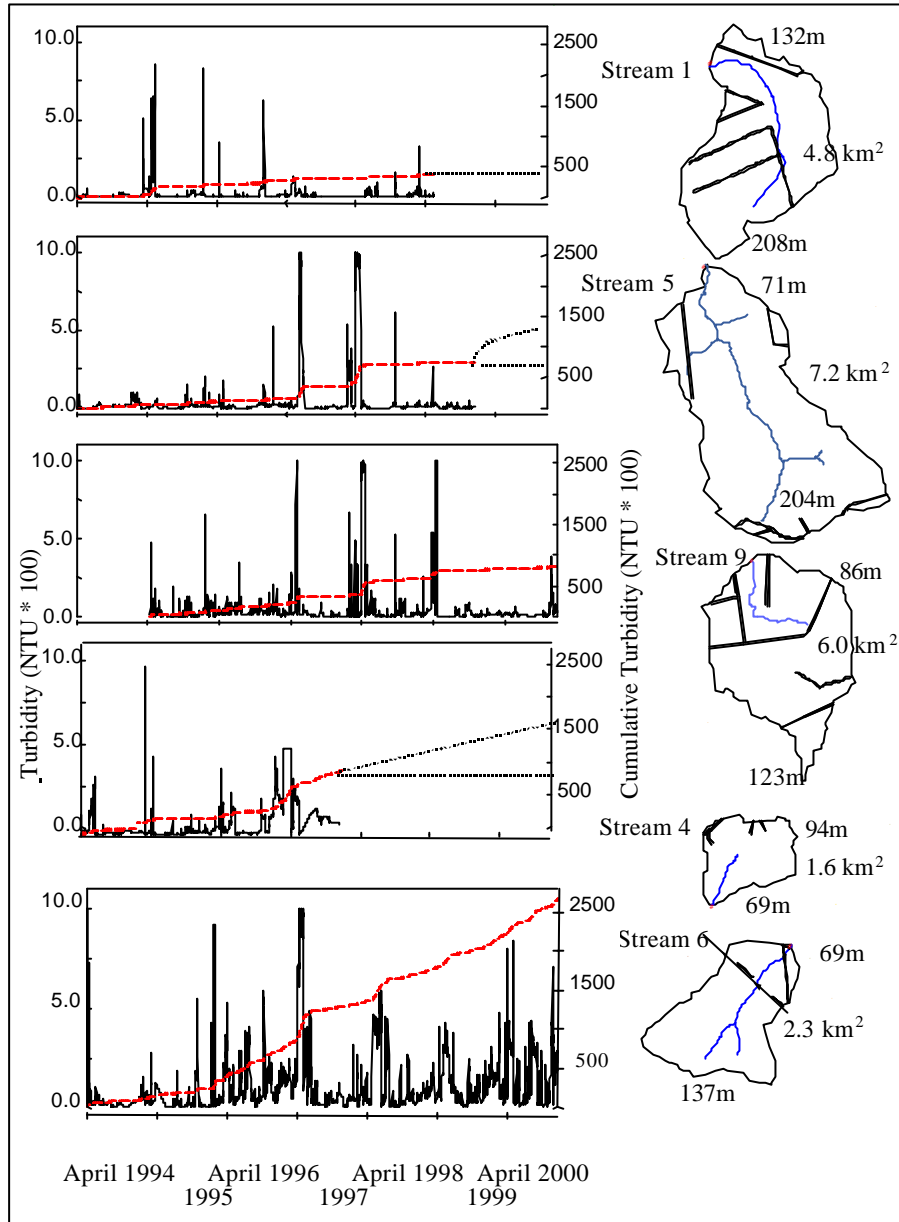 10.0
5.0
0.0
2500
1500
500
Stream 1
132m
4.8 km²
208m
10.0
5.0
0.0
2500
1500
500
Stream 5
71m
7.2 km²
204m
10.0
5.0
0.0
2500
1500
500
Stream 9
86m
6.0 km²
123m
10.0
5.0
0.0
2500
1500
500
Stream 4
94m
1.6 km²
69m
10.0
5.0
0.0
2500
1500
500
Stream 6
69m
2.3 km²
137m
Turbidity (NTU * 100)
Cumulative Turbidity (NTU * 100)
April 1994
April 1996
April 1998
April 2000
1995
1997
1999